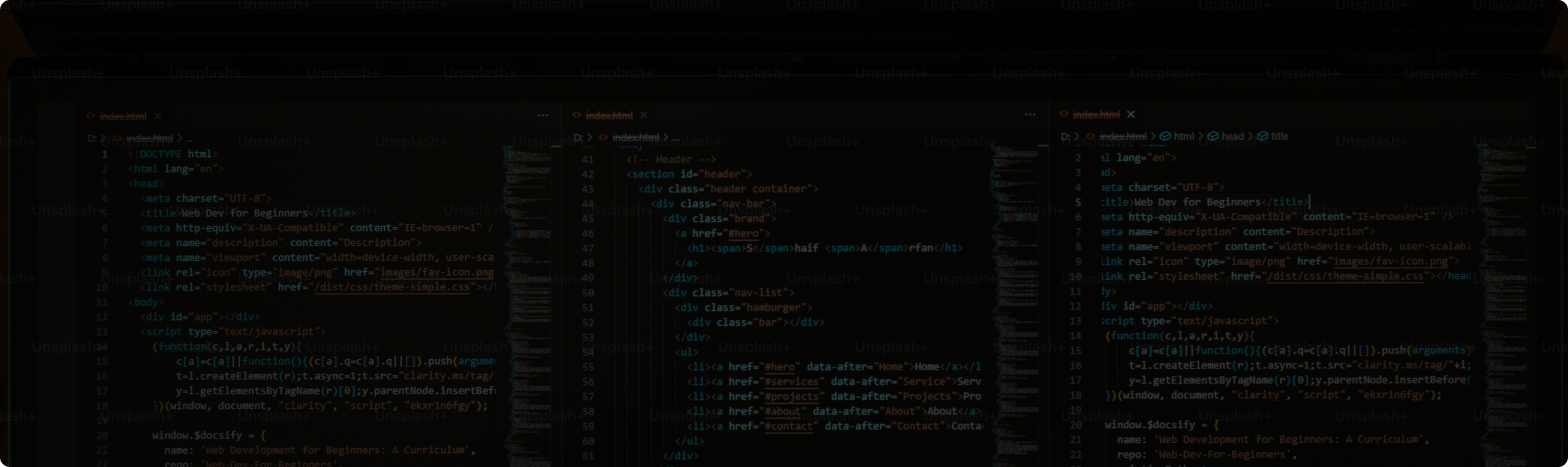 Unsplash+ Unsplash+ Unsplash+ Unsplash+ Unsplash+ Unsplash+ Unsplash+ Unsplash+ Unsplash+ Unsplash+ Unsplash+
index.html ×
D: > index.html > ...
1 <!DOCTYPE html>
2 <html lang="en">
3 <head>
4 <meta charset="UTF-8">
5 <title>Web Dev for Beginners</title>
6 <meta http-equiv="X-UA-Compatible" content="IE=browser=1" /
7 <meta name="description" content="Description">
8 <meta name="viewport" content="width=device-width, user-sca
9 <link rel="icon" type="image/png" href="images/fav-icon.png
10 <link rel="stylesheet" href="/dist/css/theme-simple.css"></
11 <body>
12 <div id="app"></div>
13 <script type="text/javascript">
14 (function(c,l,a,r,i,t,y){
15 c[a]=c[a]||function(){(c[a].q=c[a].q||[]).push(argume
16 t=l.createElement(r);t.async=1;t.src="clarity.ms/tag/
17 y=l.getElementsByTagName(r)[0];y.parentNode.insertBef
18 })(window, document, "clarity", "script", "ekxrin6fgy");
19
20 window.$docsify = {
21 name: 'Web Development for Beginners: A Curriculum',
22 repo: 'Web-Dev-For-Beginners',
index.html ×
D: > index.html > ...
41 <!-- Header -->
42 <section id="header">
43 <div class="header container">
44 <div class="nav-bar">
45 <div class="brand">
46 <a href="#hero">
47 <h1><span>S</span>haif <span>A</span>rfan</h1>
48 </a>
49 </div>
50 <div class="nav-list">
51 <div class="hamburger">
52 <div class="bar"></div>
53 </div>
54 <ul>
55 <li><a href="#hero" data-after="Home">Home</a></l
56 <li><a href="#services" data-after="Service">Serv
57 <li><a href="#projects" data-after="Projects">Pro
58 <li><a href="#about" data-after="About">About</a>
59 <li><a href="#contact" data-after="Contact">Conta
60 </ul>
61 </div>
index.html ×
D: > index.html > html > head > title
2 l lang="en">
3 d>
4 eta charset="UTF-8">
5 title>Web Dev for Beginners</title>
6 eta http-equiv="X-UA-Compatible" content="IE=browser=1" />
7 eta name="description" content="Description">
8 eta name="viewport" content="width=device-width, user-scalabl
9 ink rel="icon" type="image/png" href="images/fav-icon.png">
10 ink rel="stylesheet" href="/dist/css/theme-simple.css"></head
11 dy>
12 div id="app"></div>
13 script type="text/javascript">
14 (function(c,l,a,r,i,t,y){
15 c[a]=c[a]||function(){(c[a].q=c[a].q||[]).push(arguments)
16 t=l.createElement(r);t.async=1;t.src="clarity.ms/tag/"+i;
17 y=l.getElementsByTagName(r)[0];y.parentNode.insertBefore(
18 })(window, document, "clarity", "script", "ekxrin6fgy");
19
20 window.$docsify = {
21 name: 'Web Development for Beginners: A Curriculum',
22 repo: 'Web-Dev-For-Beginners',